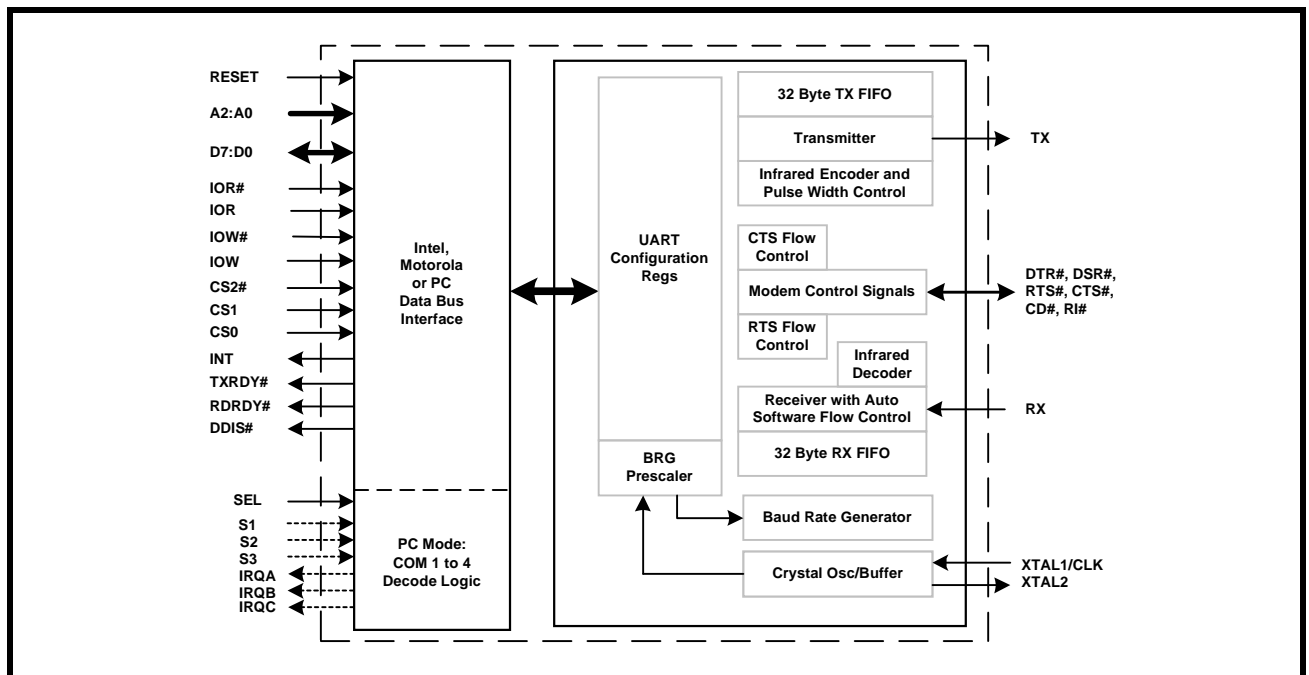 RESET
A2:A0
D7:D0
IOR#
IOR
IOW#
IOW
CS2#
CS1
CS0
INT
TXRDY#
RDRDY#
DDIS#
SEL
S1
S2
S3
IRQA
IRQB
IRQC
Intel,
Motorola
or PC
Data Bus
Interface
PC Mode:
COM 1 to 4
Decode Logic
UART
Configuration
Regs
BRG
Prescaler
32 Byte TX FIFO
Transmitter
Infrared Encoder and
Pulse Width Control
CTS Flow
Control
Modem Control Signals
RTS Flow
Control
Infrared
Decoder
Receiver with Auto
Software Flow Control
32 Byte RX FIFO
Baud Rate Generator
Crystal Osc/Buffer
TX
DTR#, DSR#,
RTS#, CTS#,
CD#, RI#
RX
XTAL1/CLK
XTAL2